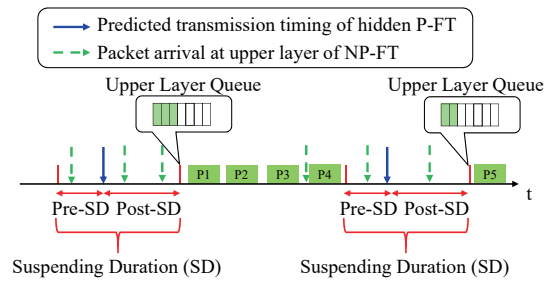 Predicted transmission timing of hidden P-FT
Packet arrival at upper layer of NP-FT
Upper Layer Queue
Upper Layer Queue
P1 P2 P3 P4 P5
t
Pre-SD Post-SD Pre-SD Post-SD
Suspending Duration (SD) Suspending Duration (SD)